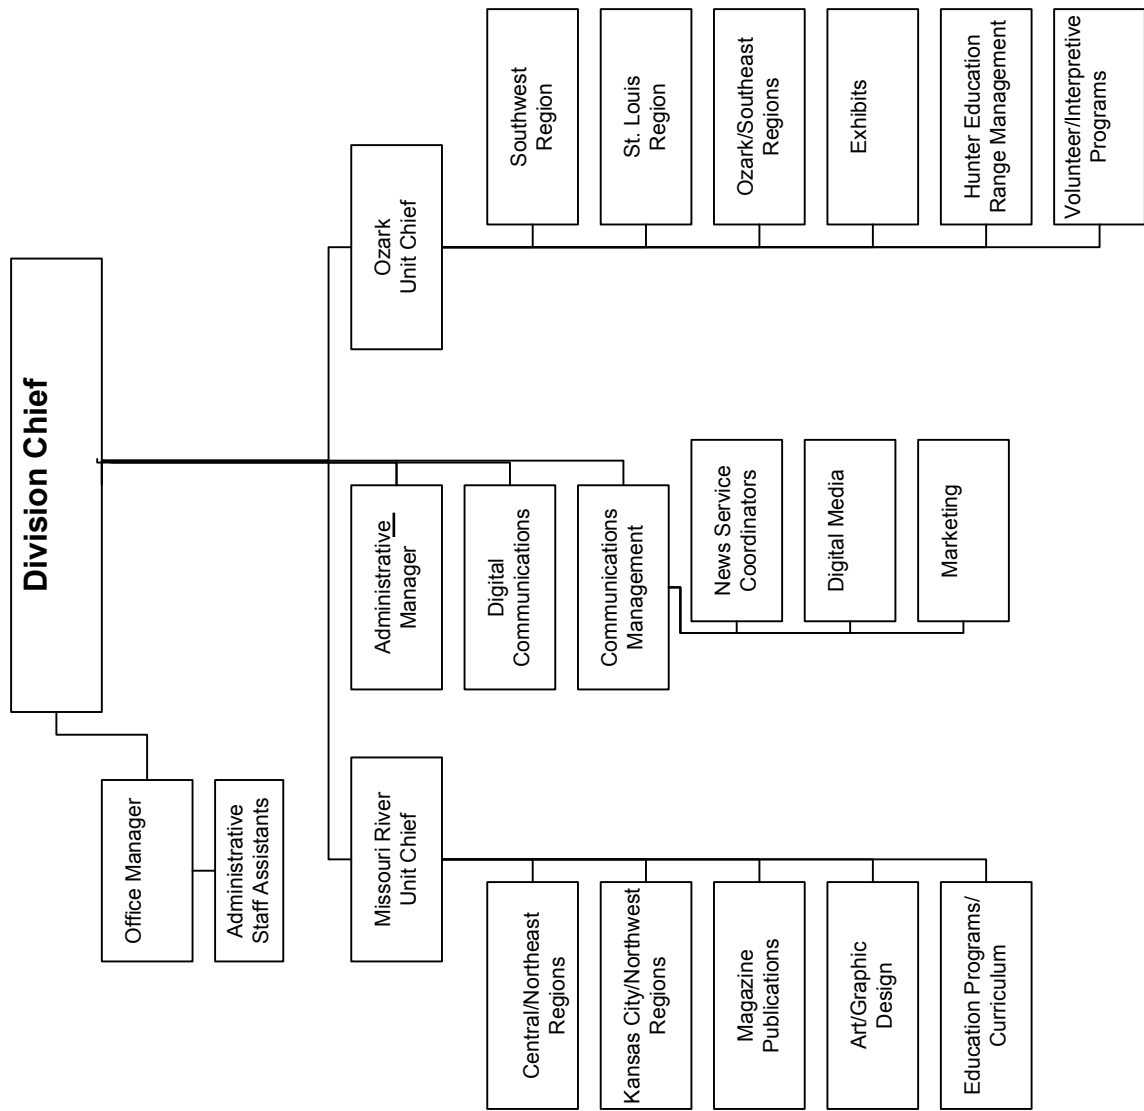 Division Chief
Office Manager
Administrative
Staff Assistants
Missouri River
Unit Chief
Central/Northeast
Regions
Kansas City/Northwest
Regions
Magazine
Publications
Art/Graphic
Design
Education Programs/
Curriculum
Administrative
Manager
Digital
Communications
Communications
Management
News Service
Coordinators
Digital Media
Marketing
Ozark
Unit Chief
Southwest
Region
St. Louis
Region
Ozark/Southeast
Regions
Exhibits
Hunter Education
Range Management
Volunteer/Interpretive
Programs